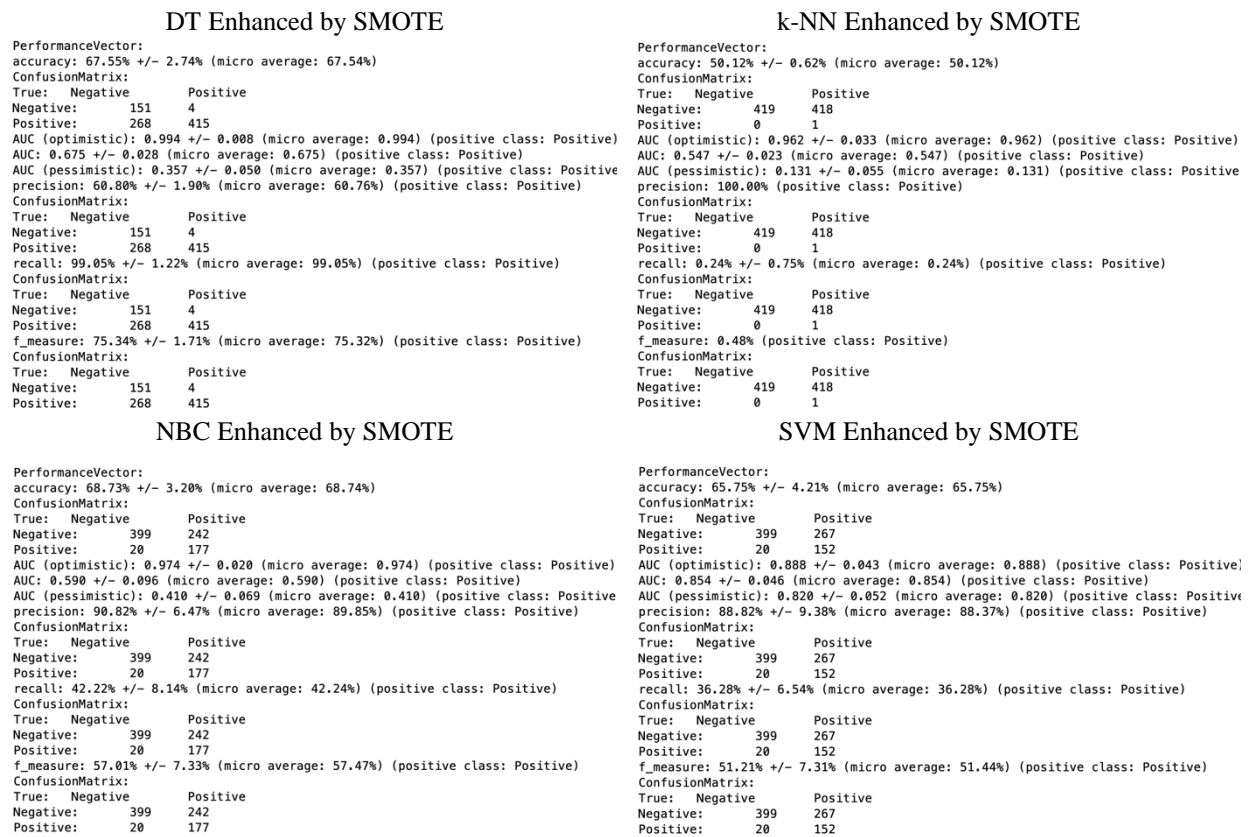 DT Enhanced by SMOTE
PerformanceVector:
accuracy: 67.55% +/- 2.74% (micro average: 67.54%)
ConfusionMatrix:
True: Negative Positive
Negative: 151 4
Positive: 268 415
AUC (optimistic): 0.994 +/- 0.008 (micro average: 0.994) (positive class: Positive)
AUC: 0.675 +/- 0.028 (micro average: 0.675) (positive class: Positive)
AUC (pessimistic): 0.357 +/- 0.050 (micro average: 0.357) (positive class: Positive
precision: 60.80% +/- 1.90% (micro average: 60.76%) (positive class: Positive)
ConfusionMatrix:
True: Negative Positive
Negative: 151 4
Positive: 268 415
recall: 99.05% +/- 1.22% (micro average: 99.05%) (positive class: Positive)
ConfusionMatrix:
True: Negative Positive
Negative: 151 4
Positive: 268 415
f_measure: 75.34% +/- 1.71% (micro average: 75.32%) (positive class: Positive)
ConfusionMatrix:
True: Negative Positive
Negative: 151 4
Positive: 268 415
k-NN Enhanced by SMOTE
PerformanceVector:
accuracy: 50.12% +/- 0.62% (micro average: 50.12%)
ConfusionMatrix:
True: Negative Positive
Negative: 419 418
Positive: 0 1
AUC (optimistic): 0.962 +/- 0.033 (micro average: 0.962) (positive class: Positive)
AUC: 0.547 +/- 0.023 (micro average: 0.547) (positive class: Positive)
AUC (pessimistic): 0.131 +/- 0.055 (micro average: 0.131) (positive class: Positive
precision: 100.00% (positive class: Positive)
ConfusionMatrix:
True: Negative Positive
Negative: 419 418
Positive: 0 1
recall: 0.24% +/- 0.75% (micro average: 0.24%) (positive class: Positive)
ConfusionMatrix:
True: Negative Positive
Negative: 419 418
Positive: 0 1
f_measure: 0.48% (positive class: Positive)
ConfusionMatrix:
True: Negative Positive
Negative: 419 418
Positive: 0 1
NBC Enhanced by SMOTE
PerformanceVector:
accuracy: 68.73% +/- 3.20% (micro average: 68.74%)
ConfusionMatrix:
True: Negative Positive
Negative: 399 242
Positive: 20 177
AUC (optimistic): 0.974 +/- 0.020 (micro average: 0.974) (positive class: Positive)
AUC: 0.590 +/- 0.096 (micro average: 0.590) (positive class: Positive)
AUC (pessimistic): 0.410 +/- 0.069 (micro average: 0.410) (positive class: Positive
precision: 90.82% +/- 6.47% (micro average: 89.85%) (positive class: Positive)
ConfusionMatrix:
True: Negative Positive
Negative: 399 242
Positive: 20 177
recall: 42.22% +/- 8.14% (micro average: 42.24%) (positive class: Positive)
ConfusionMatrix:
True: Negative Positive
Negative: 399 242
Positive: 20 177
f_measure: 57.01% +/- 7.33% (micro average: 57.47%) (positive class: Positive)
ConfusionMatrix:
True: Negative Positive
Negative: 399 242
Positive: 20 177
SVM Enhanced by SMOTE
PerformanceVector:
accuracy: 65.75% +/- 4.21% (micro average: 65.75%)
ConfusionMatrix:
True: Negative Positive
Negative: 399 267
Positive: 20 152
AUC (optimistic): 0.888 +/- 0.043 (micro average: 0.888) (positive class: Positive)
AUC: 0.854 +/- 0.046 (micro average: 0.854) (positive class: Positive)
AUC (pessimistic): 0.820 +/- 0.052 (micro average: 0.820) (positive class: Positive
precision: 88.82% +/- 9.38% (micro average: 88.37%) (positive class: Positive)
ConfusionMatrix:
True: Negative Positive
Negative: 399 267
Positive: 20 152
recall: 36.28% +/- 6.54% (micro average: 36.28%) (positive class: Positive)
ConfusionMatrix:
True: Negative Positive
Negative: 399 267
Positive: 20 152
f_measure: 51.21% +/- 7.31% (micro average: 51.44%) (positive class: Positive)
ConfusionMatrix:
True: Negative Positive
Negative: 399 267
Positive: 20 152